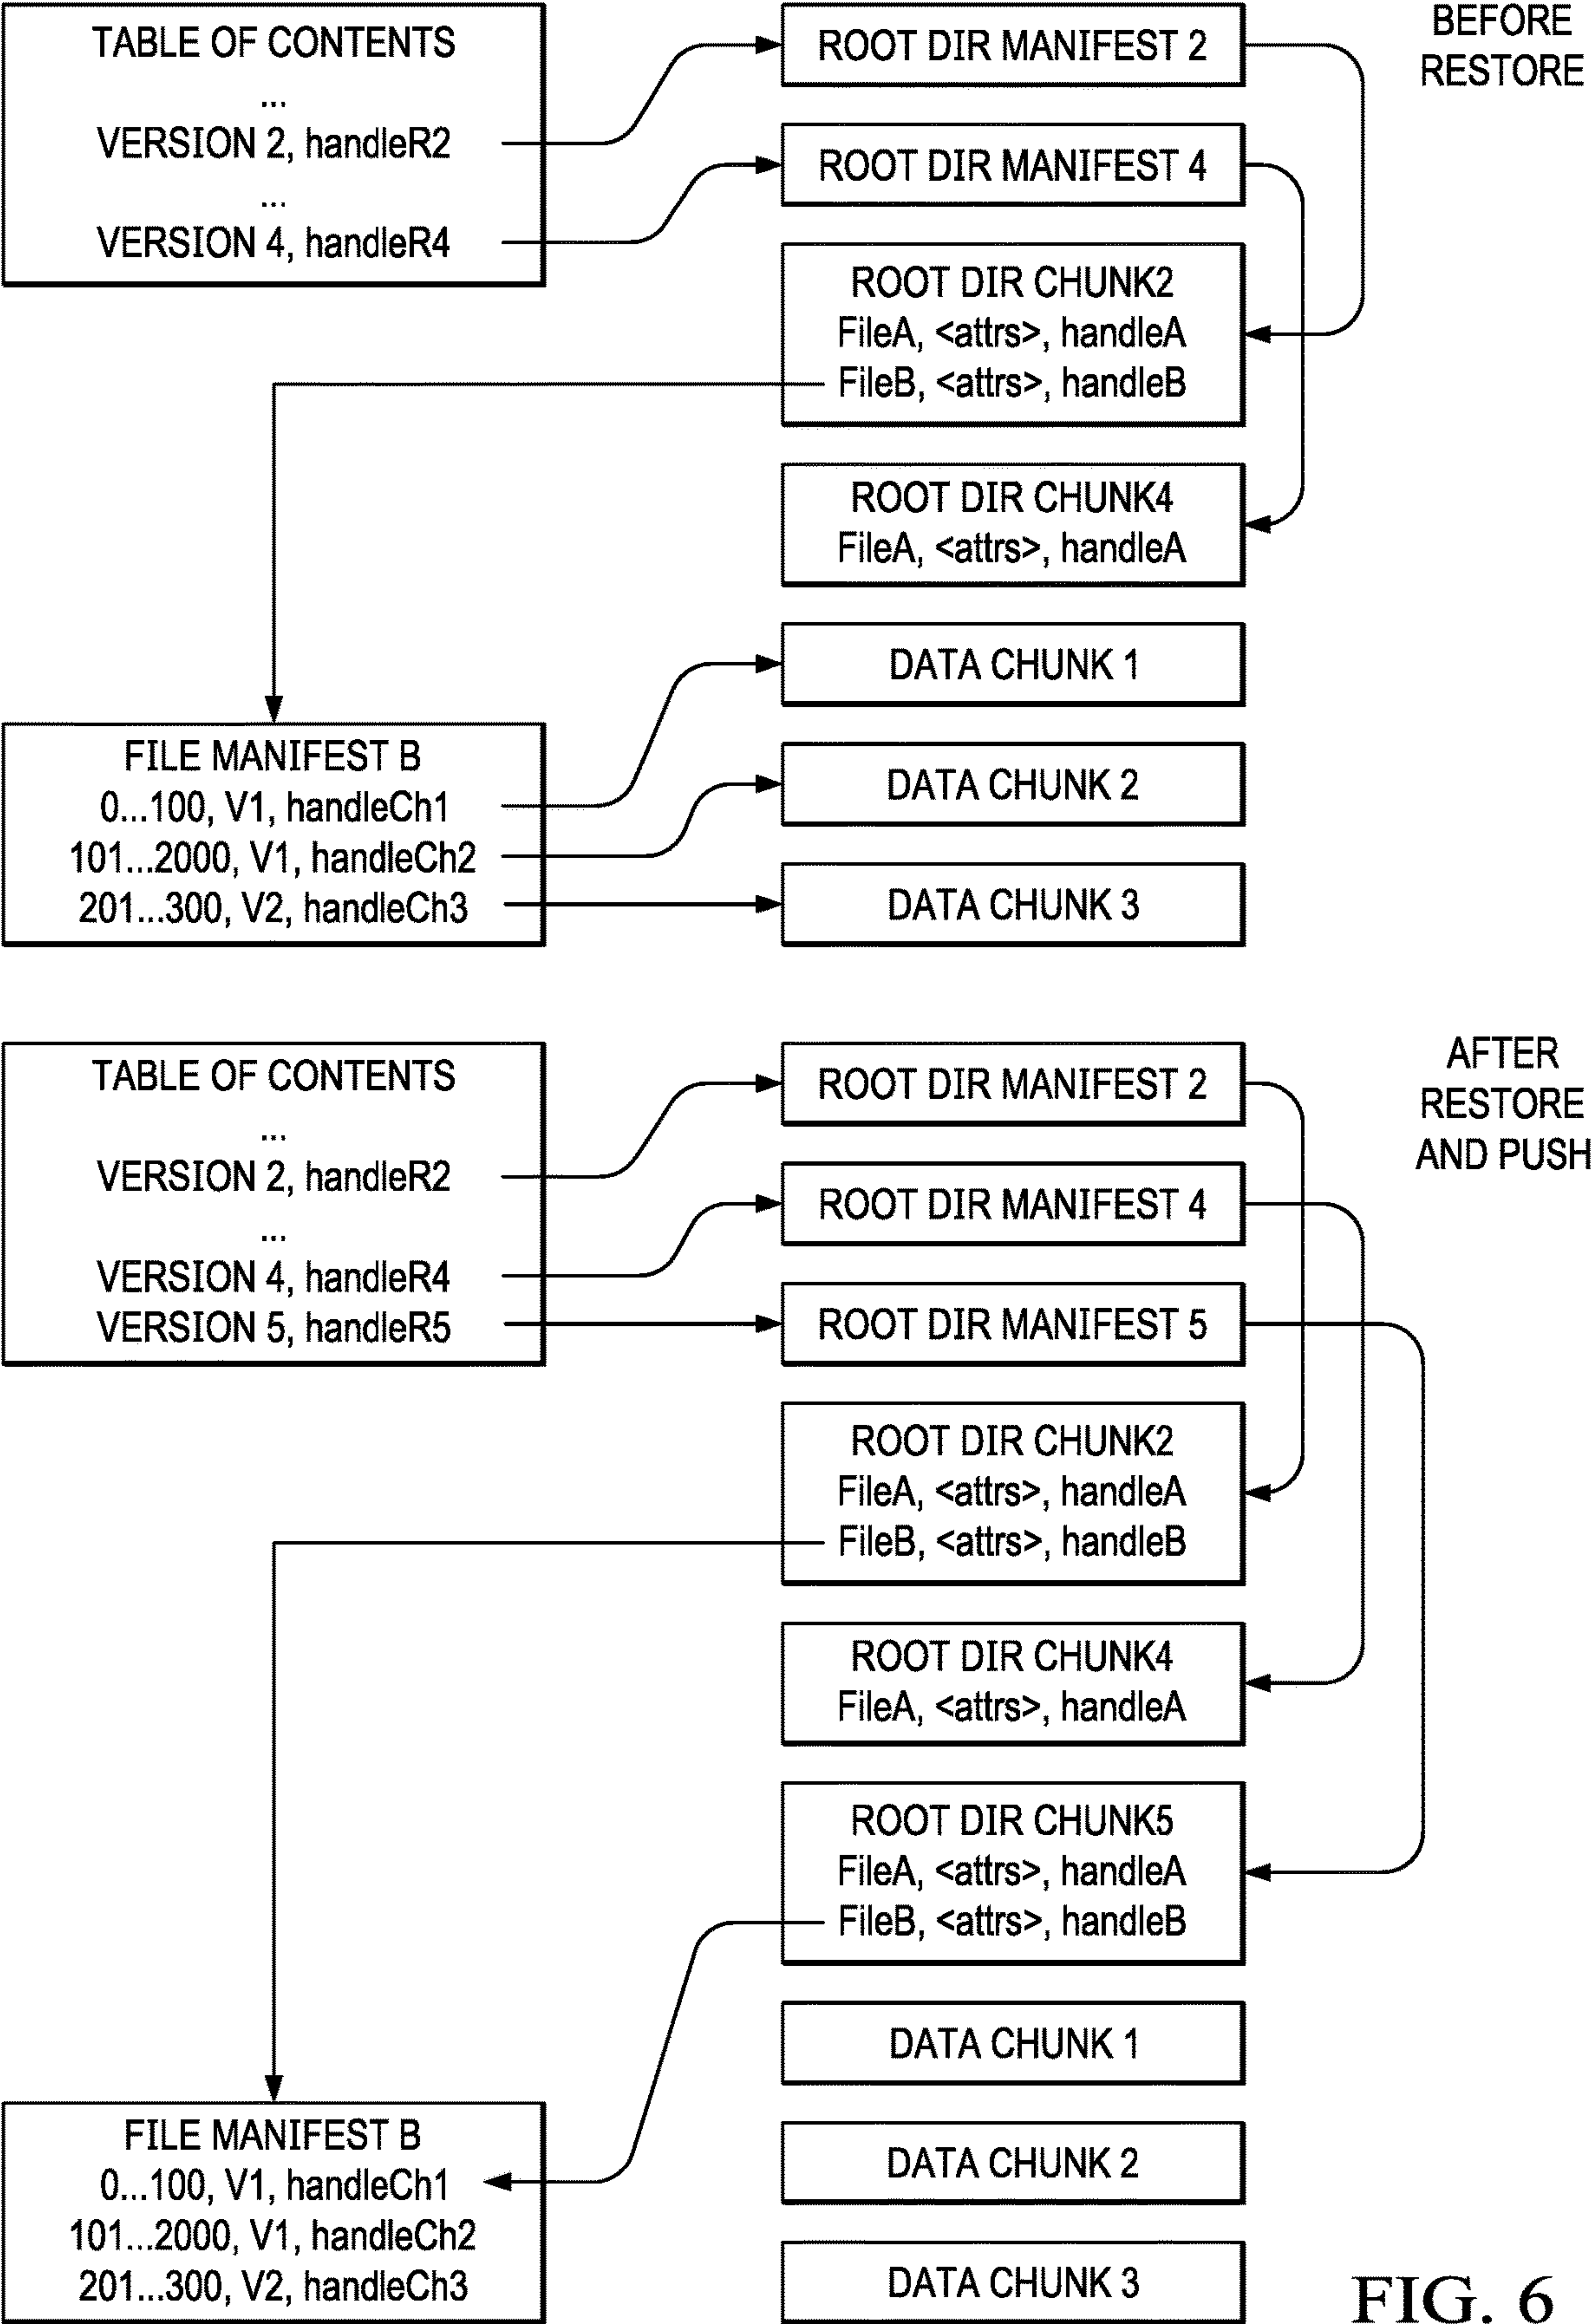 TABLE OF CONTENTS
...
VERSION 2, handleR2
...
VERSION 4, handleR4
ROOT DIR MANIFEST 2
BEFORE
RESTORE
ROOT DIR MANIFEST 4
ROOT DIR CHUNK2
FileA, <attrs>, handleA
FileB, <attrs>, handleB
ROOT DIR CHUNK4
FileA, <attrs>, handleA
FILE MANIFEST B
0...100, V1, handleCh1
101...2000, V1, handleCh2
201...300, V2, handleCh3
DATA CHUNK 1
DATA CHUNK 2
DATA CHUNK 3
TABLE OF CONTENTS
...
VERSION 2, handleR2
...
VERSION 4, handleR4
VERSION 5, handleR5
ROOT DIR MANIFEST 2
AFTER
RESTORE
AND PUSH
ROOT DIR MANIFEST 4
ROOT DIR MANIFEST 5
ROOT DIR CHUNK2
FileA, <attrs>, handleA
FileB, <attrs>, handleB
ROOT DIR CHUNK4
FileA, <attrs>, handleA
ROOT DIR CHUNK5
FileA, <attrs>, handleA
FileB, <attrs>, handleB
FILE MANIFEST B
0...100, V1, handleCh1
101...2000, V1, handleCh2
201...300, V2, handleCh3
DATA CHUNK 1
DATA CHUNK 2
DATA CHUNK 3
FIG. 6